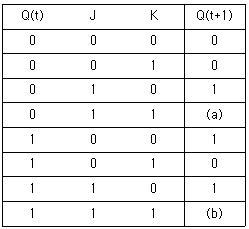 Q(t) J K Q(t+1)
0 0 0 0
0 0 1 0
0 1 0 1
0 1 1 (a)
1 0 0 1
1 0 1 0
1 1 0 1
1 1 1 (b)